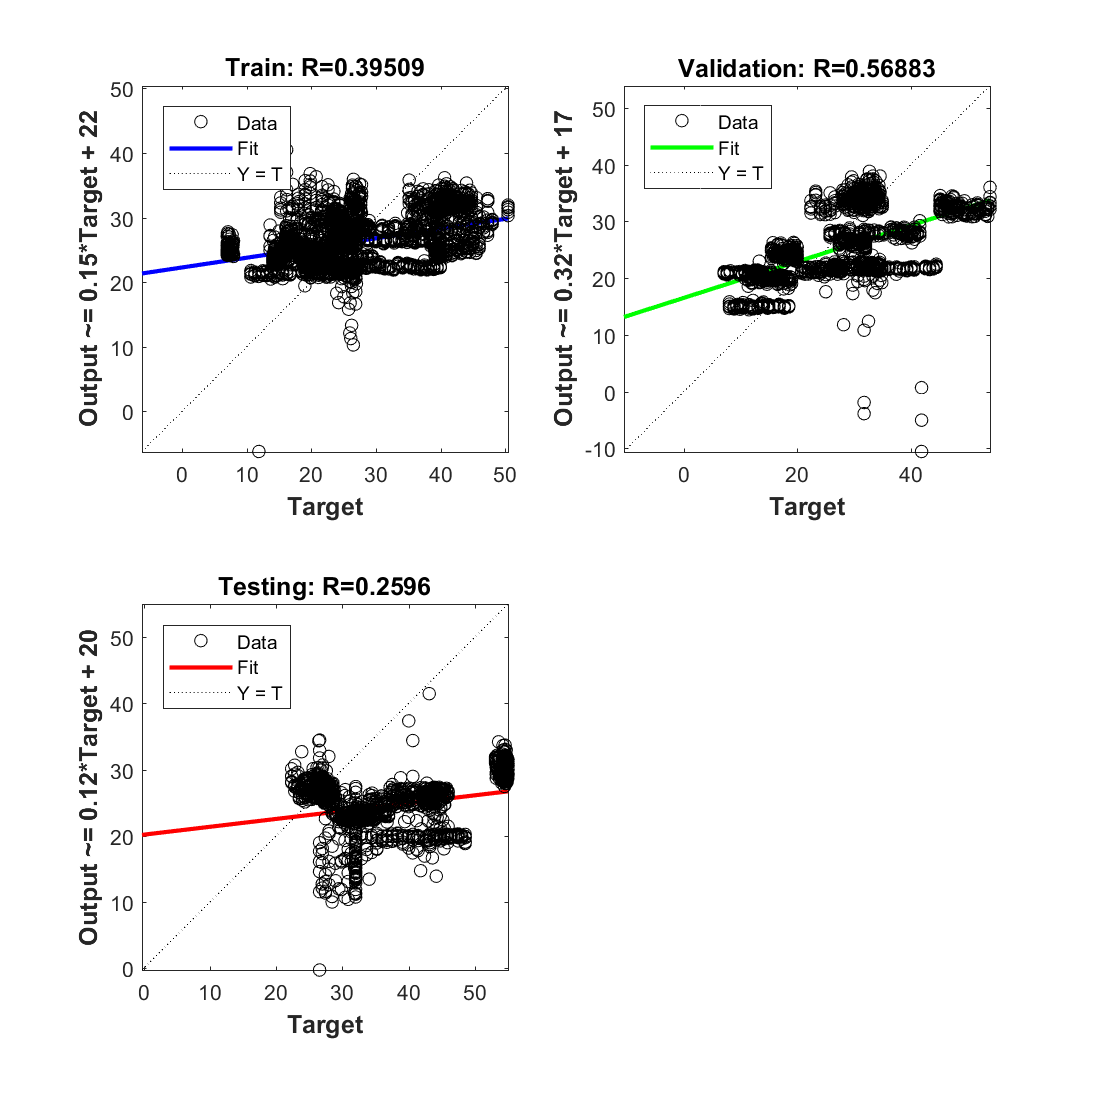 Train: R=0.39509
Output ~= 0.15*Target + 22
50
40
30
20
10
0
Data
Fit
Y = T
0 10 20 30 40 50
Target
Validation: R=0.56883
Output ~= 0.32*Target + 17
50
40
30
20
10
0
-10
Data
Fit
Y = T
0 20 40
Target
Testing: R=0.2596
Output ~= 0.12*Target + 20
50
40
30
20
10
0
Data
Fit
Y = T
0 10 20 30 40 50
Target